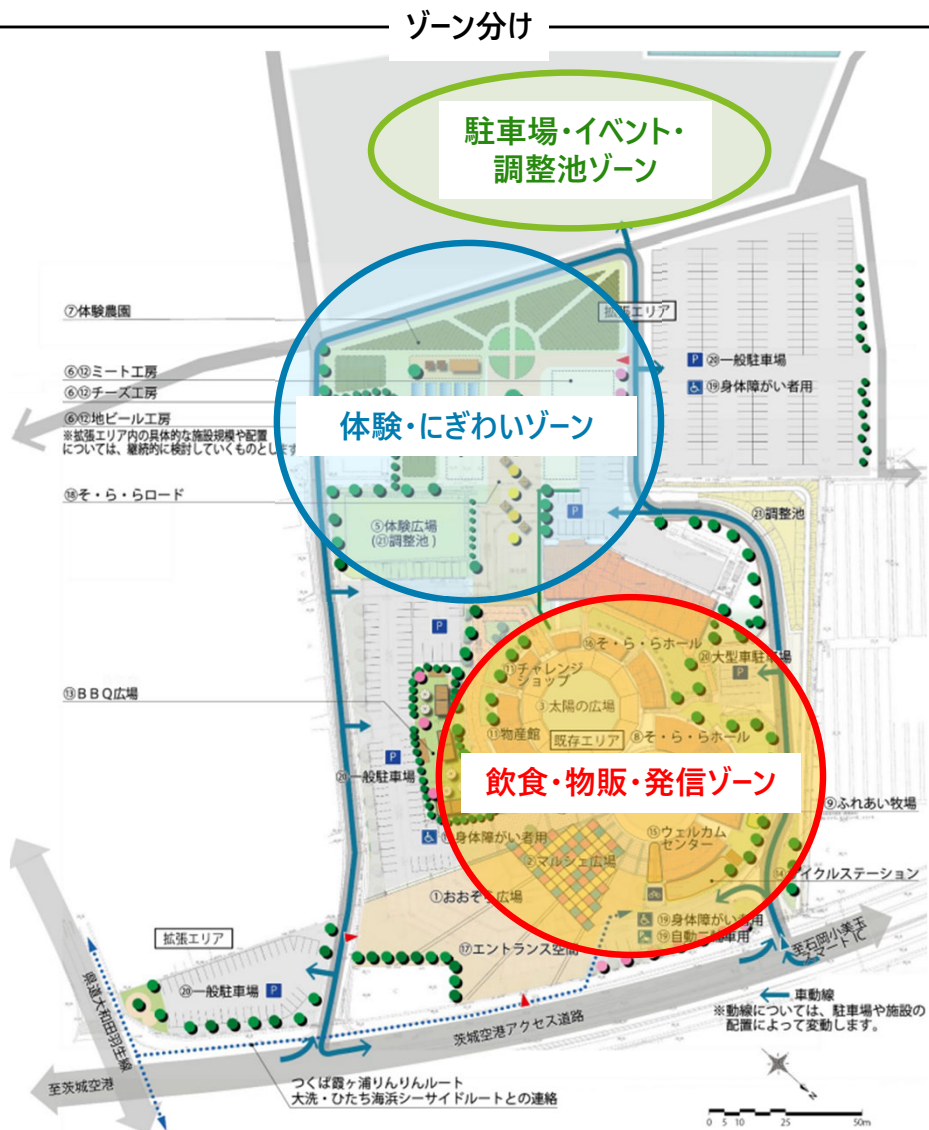 ゾーン分け
駐車場・イベント・
調整池ゾーン
⑦体験農園
拡張エリア
P ⑳一般駐車場
⑲身体障がい者用
⑥⑫ミート工房
⑥⑫チーズ工房
⑥⑫地ビール工房
※拡張エリア内の具体的な施設規模や配置
については、継続的に検討していくものとします
体験・にぎわいゾーン
⑱そ・ら・らロード
⑤体験広場
(㉑調整池)
P
㉑調整池
P
⑯そ・ら・らホール
⑳大型車駐車場
P
⑪チャレンジ
ショップ
③太陽の広場
⑬BBQ広場
⑪物産館
既存エリア
⑧そ・ら・らホール
P
⑳一般駐車場
飲食・物販・発信ゾーン
⑨ふれあい牧場
⑲身体障がい者用
⑮ウェルカム
センター
②マルシェ広場
⑭サイクルステーション
①おおぞら広場
⑲身体障がい者用
⑲自動二輪車用
拡張エリア
⑰エントランス空間
至石岡小美玉
スマートIC
⑳一般駐車場 P
車動線
※動線については、駐車場や施設の
配置によって変動します。
県道大和田羽生線
茨城空港アクセス道路
至茨城空港
つくば霞ヶ浦りんりんルート
大洗・ひたち海浜シーサイドルートとの連絡
0 5 10 25 50m